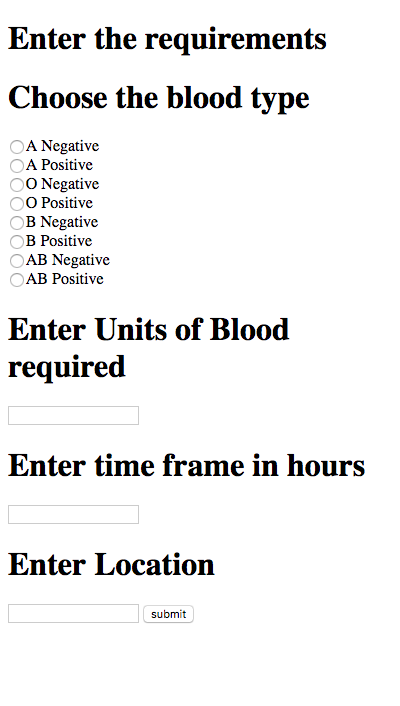 Enter the requirements
Choose the blood type
A Negative
A Positive
O Negative
O Positive
B Negative
B Positive
AB Negative
AB Positive
Enter Units of Blood
required
Enter time frame in hours
Enter Location
submit